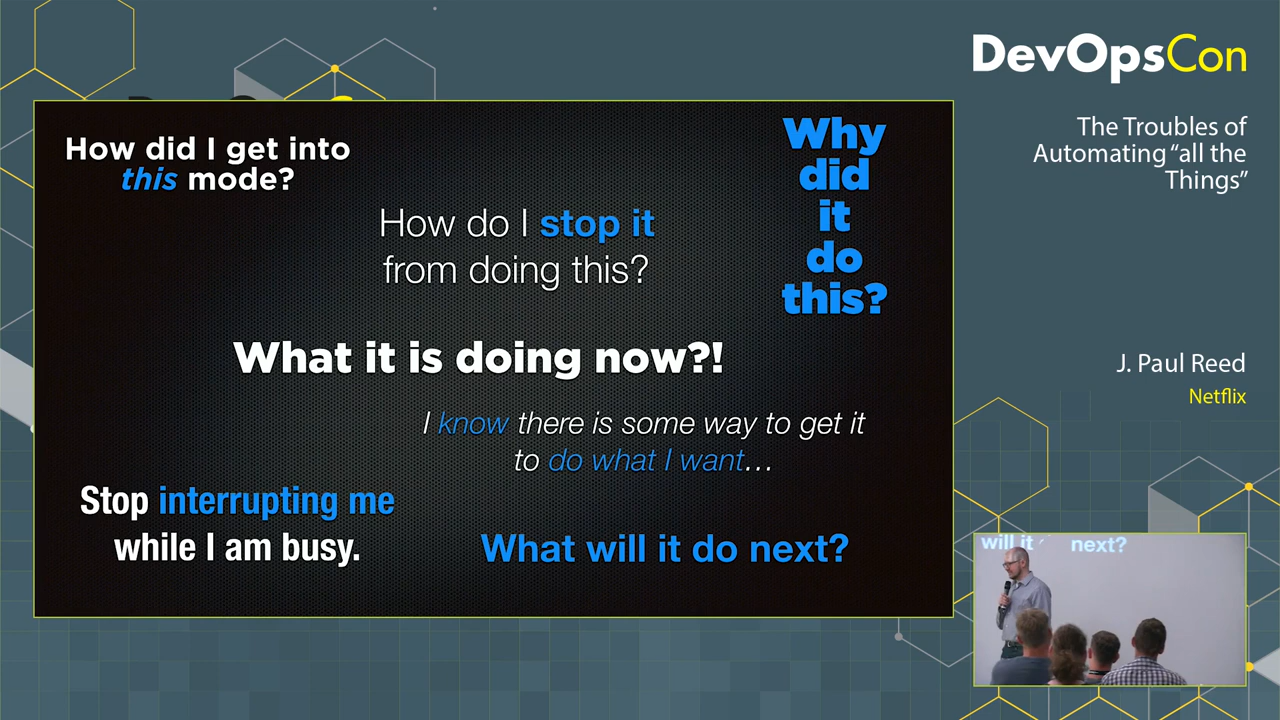 DevOpsCon
The Troubles of
Automating “all the
Things”
J. Paul Reed
Netflix
How did I get into
this mode?
Why
did
it
do
this?
How do I stop it
from doing this?
What it is doing now?!
I know there is some way to get it
to do what I want…
Stop interrupting me
while I am busy.
What will it do next?
will it next?